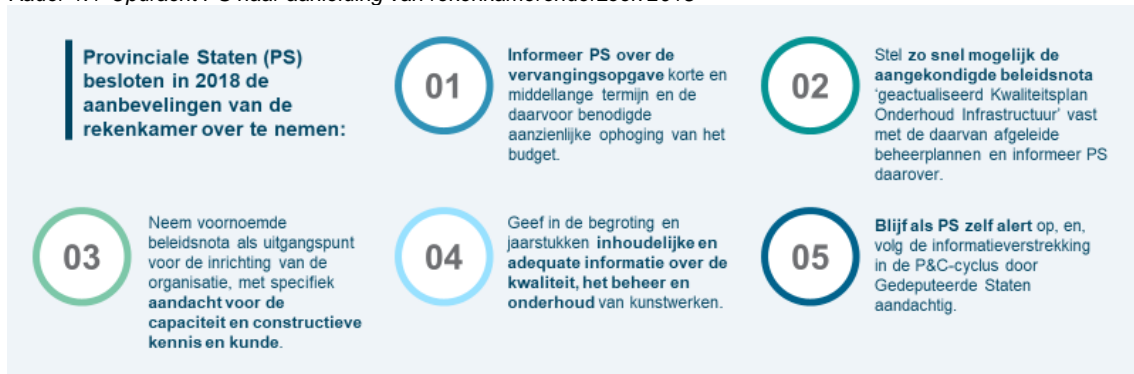 Provinciale Staten (PS)
besloten in 2018 de
aanbevelingen van de
rekenkamer over te nemen:
01
Informeer PS over de
vervangingsopgave korte en
middellange termijn en de
daarvoor benodigde
aanzienlijke ophoging van het
budget.
02
Stel zo snel mogelijk de
aangekondigde beleidsnota
‘geactualiseerd Kwaliteitsplan
Onderhoud Infrastructuur’ vast
met de daarvan afgeleide
beheerplannen en informeer PS
daarover.
03
Neem voornoemde
beleidsnota als uitgangspunt
voor de inrichting van de
organisatie, met specifiek
aandacht voor de
capaciteit en constructieve
kennis en kunde.
04
Geef in de begroting en
jaarstukken inhoudelijke en
adequate informatie over de
kwaliteit, het beheer en
onderhoud van kunstwerken.
05
Blijf als PS zelf alert op, en,
volg de informatieverstrekking
in de P&C-cyclus door
Gedeputeerde Staten
aandachtig.